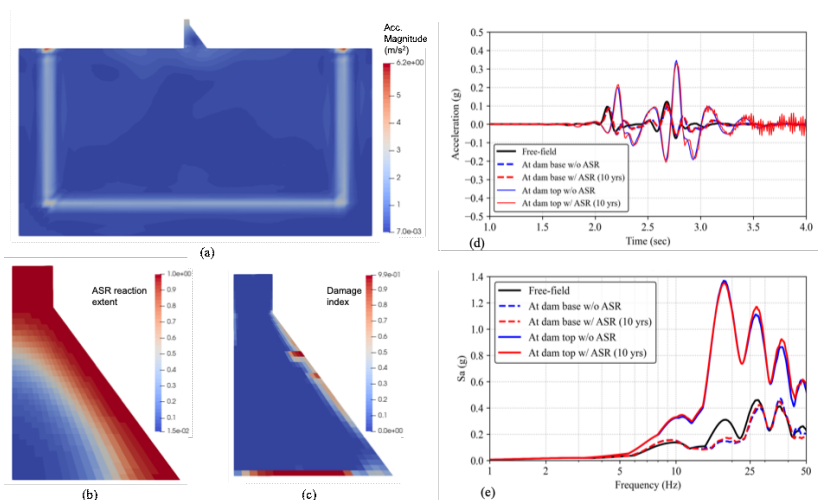 Acc.
Magnitude
(m/s²)
6.2e+00
5
4
3
2
1
7.0e-03
(a)
ASR reaction
extent
1.0e+00
0.9
0.8
0.7
0.6
0.5
0.4
0.3
0.2
0.1
1.5e-02
(b)
Damage
index
9.9e-01
0.9
0.8
0.7
0.6
0.5
0.4
0.3
0.2
0.1
0.0e+00
(c)
0.5
0.4
0.3
0.2
0.1
0.0
−0.1
−0.2
−0.3
−0.4
−0.5
Acceleration (g)
Free-field
At dam base w/o ASR
At dam base w/ ASR (10 yrs)
At dam top w/o ASR
At dam top w/ ASR (10 yrs)
1.0 1.5 2.0 2.5 3.0 3.5 4.0
Time (sec)
(d)
1.4
1.2
1.0
0.8
0.6
0.4
0.2
0.0
Sa (g)
Free-field
At dam base w/o ASR
At dam base w/ ASR (10 yrs)
At dam top w/o ASR
At dam top w/ ASR (10 yrs)
1 2 5 10 25 50
Frequency (Hz)
(e)